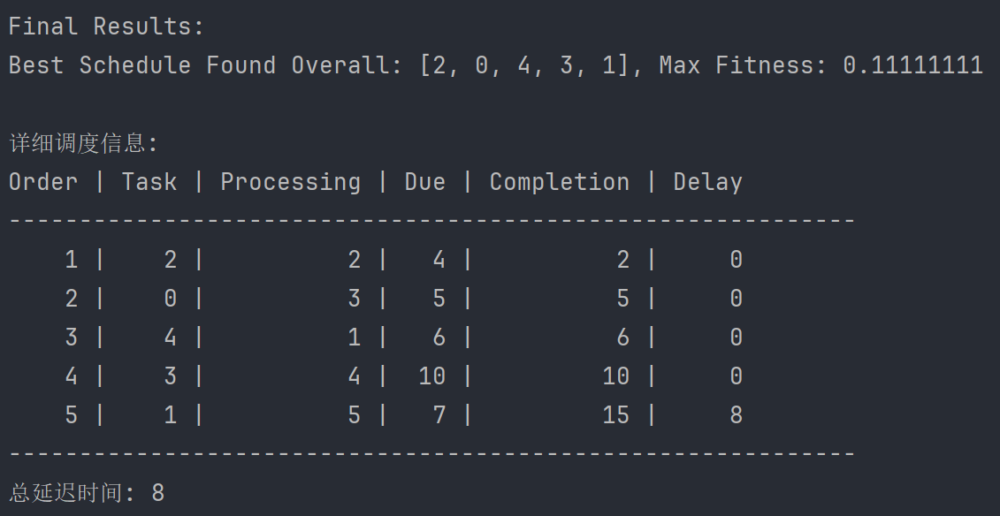 Final Results:
Best Schedule Found Overall: [2, 0, 4, 3, 1], Max Fitness: 0.11111111
详细调度信息:
Order | Task | Processing | Due | Completion | Delay
------------------------------------------------------------
1 | 2 | 2 | 4 | 2 | 0
2 | 0 | 3 | 5 | 5 | 0
3 | 4 | 1 | 6 | 6 | 0
4 | 3 | 4 | 10 | 10 | 0
5 | 1 | 5 | 7 | 15 | 8
------------------------------------------------------------
总延迟时间: 8